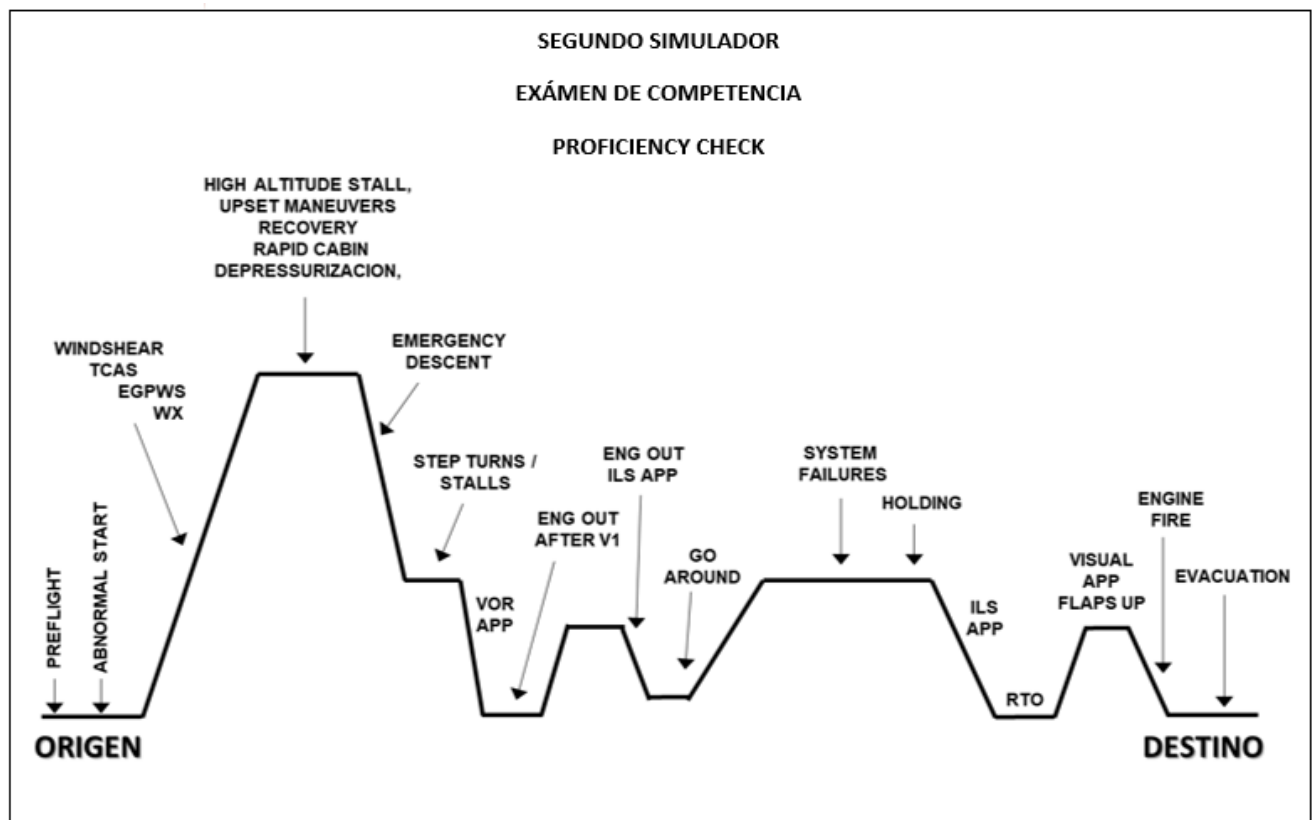 SEGUNDO SIMULADOR
EXÁMEN DE COMPETENCIA
PROFICIENCY CHECK
HIGH ALTITUDE STALL,
UPSET MANEUVERS
RECOVERY
RAPID CABIN
DEPRESSURIZACION,
WINDSHEAR
TCAS
EGPWS
WX
EMERGENCY
DESCENT
STEP TURNS /
STALLS
ENG OUT
AFTER V1
ENG OUT
ILS APP
GO
AROUND
SYSTEM
FAILURES
HOLDING
ENGINE
FIRE
VISUAL
APP
FLAPS UP
EVACUATION
PREFLIGHT
ABNORMAL START
VOR
APP
ILS
APP
RTO
ORIGEN
DESTINO